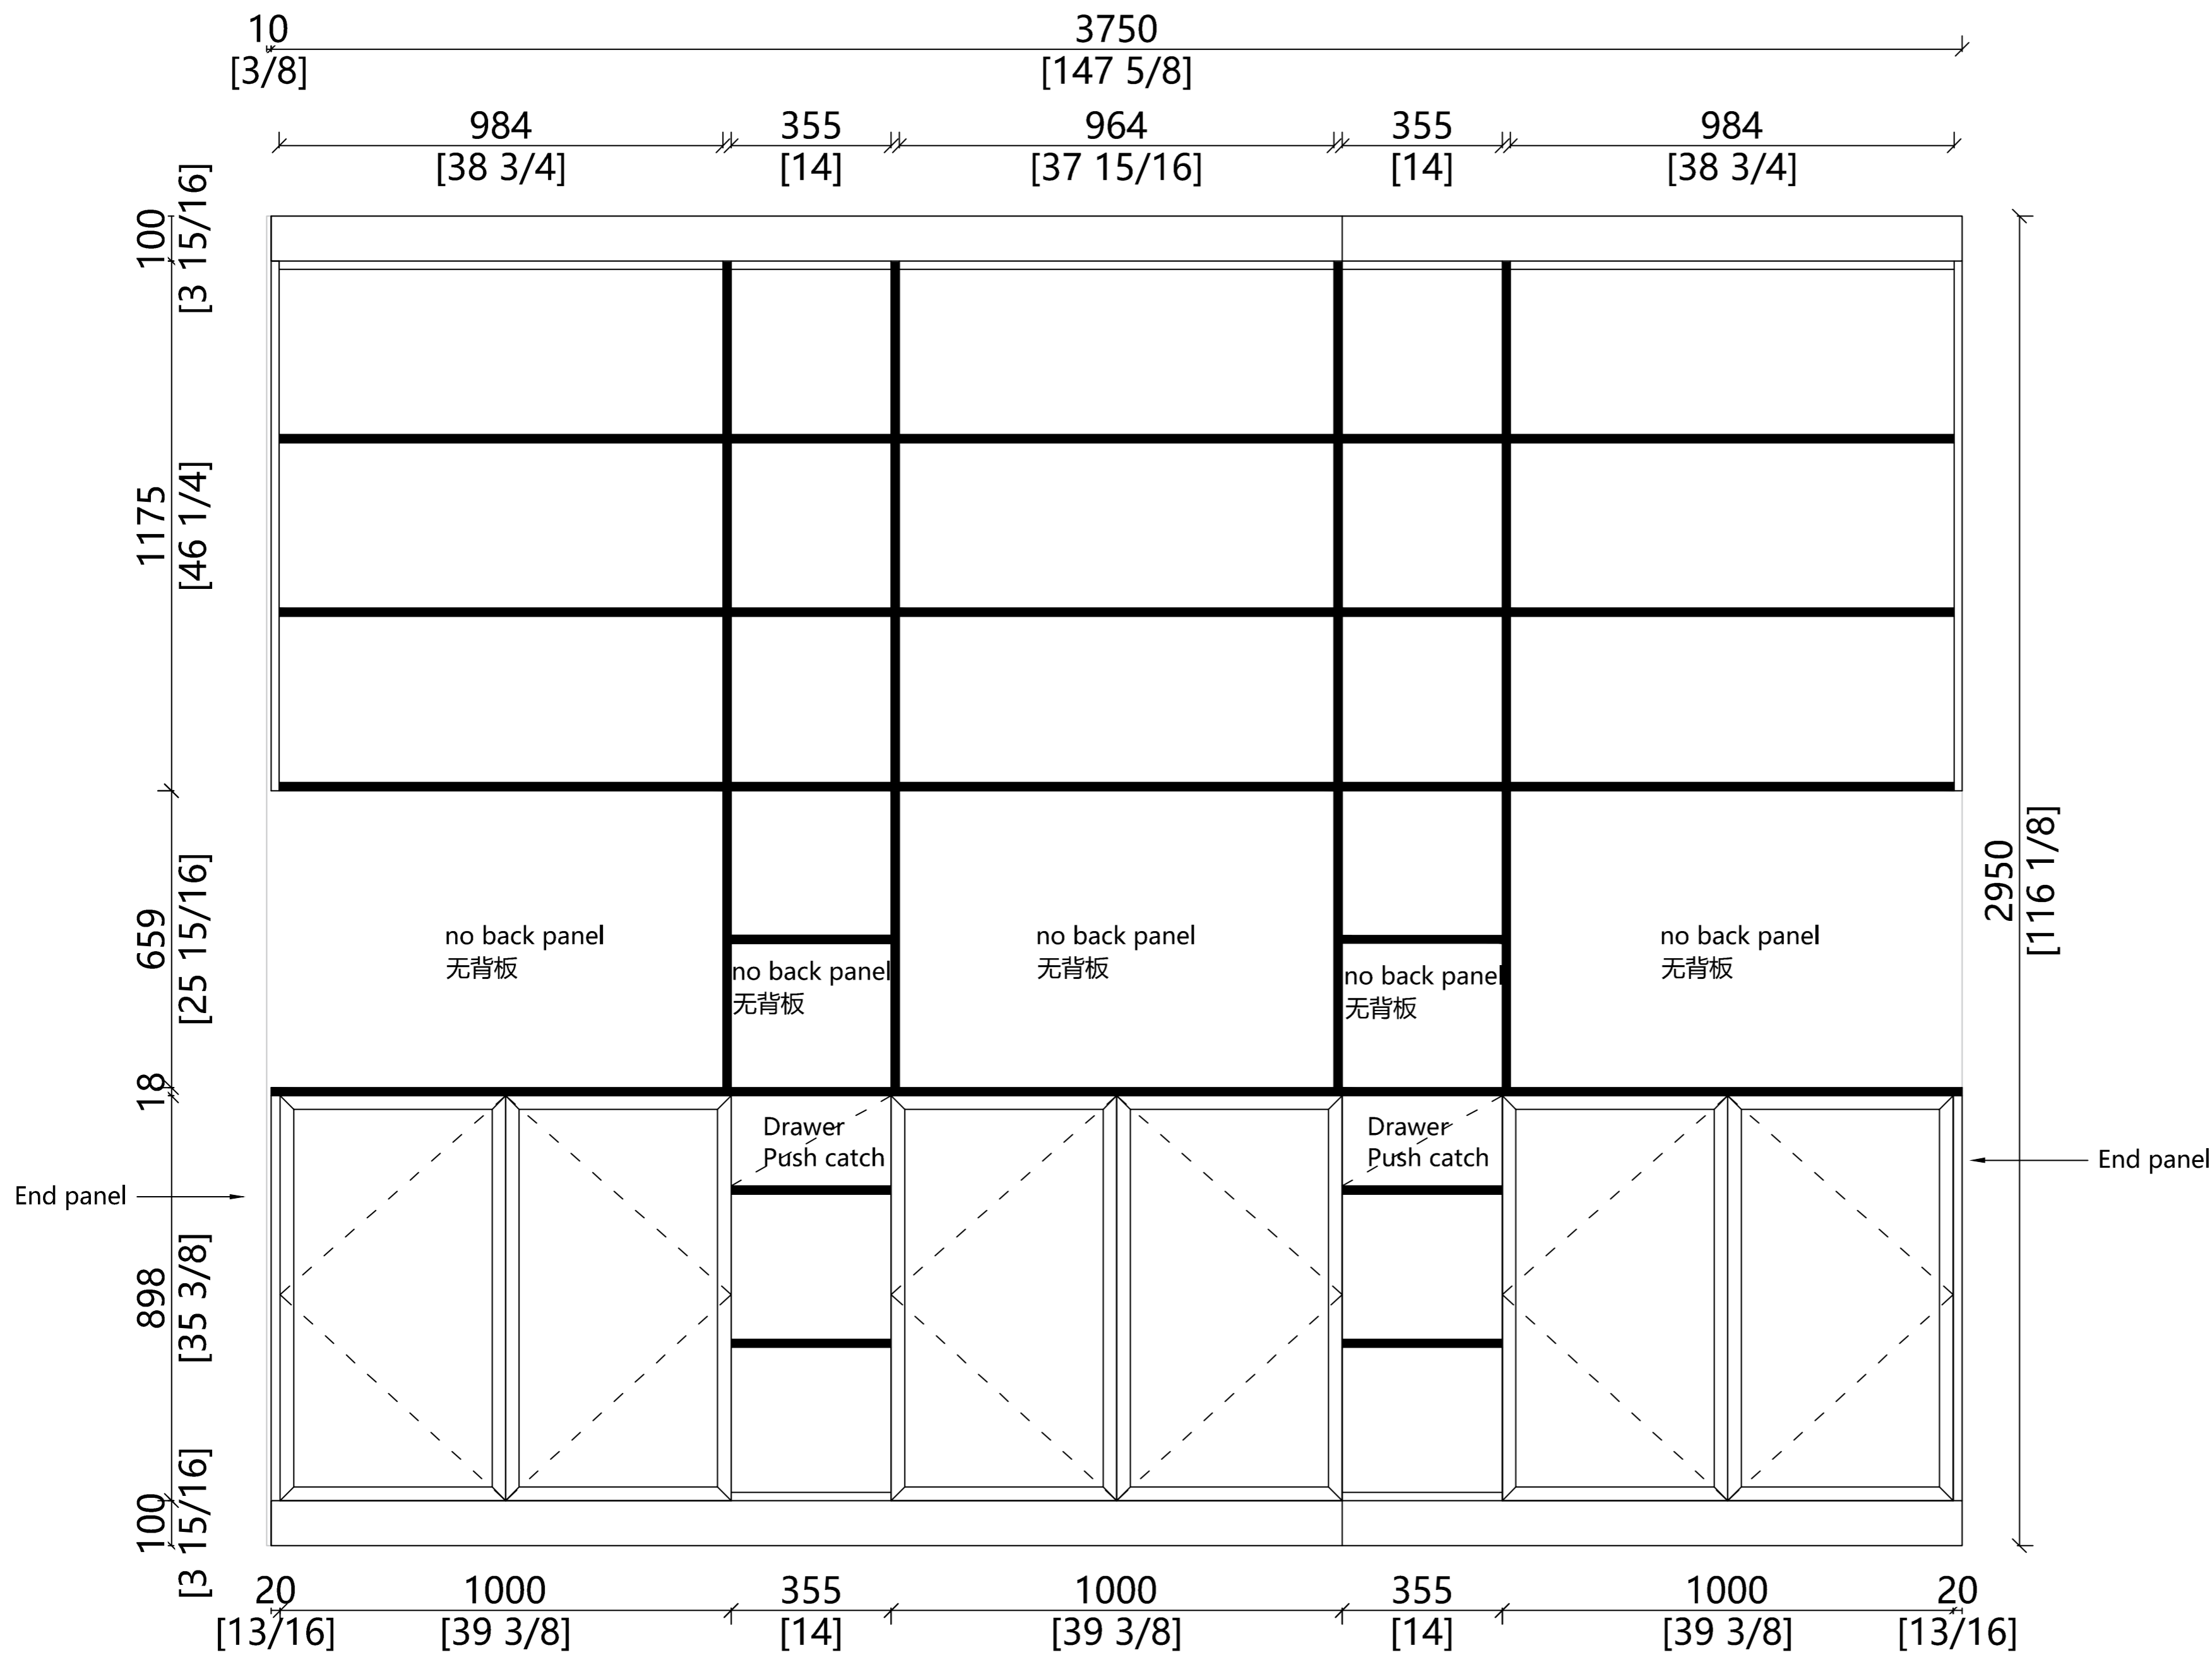 10
[3/8]
3750
[147 5/8]
984
[38 3/4]
355
[14]
964
[37 15/16]
355
[14]
984
[38 3/4]
100
[3 15/16]
1175
[46 1/4]
659
[25 15/16]
18
898
[35 3/8]
100
[3 15/16]
no back panel
无背板
no back panel
无背板
no back panel
无背板
no back panel
无背板
no back panel
无背板
2950
[116 1/8]
Drawer
Push catch
Drawer
Push catch
End panel
End panel
20
[13/16]
1000
[39 3/8]
355
[14]
1000
[39 3/8]
355
[14]
1000
[39 3/8]
20
[13/16]